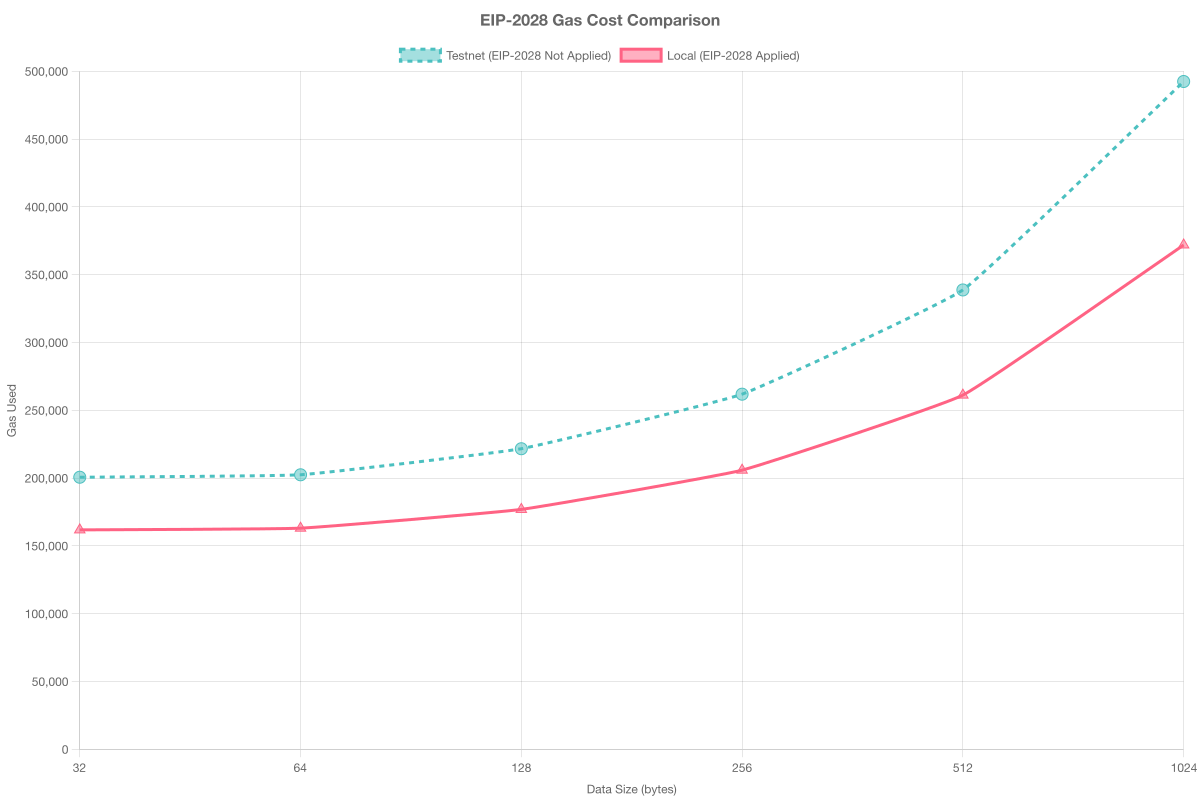 EIP-2028 Gas Cost Comparison
Testnet (EIP-2028 Not Applied) Local (EIP-2028 Applied)
500,000
450,000
400,000
350,000
300,000
250,000
200,000
150,000
100,000
50,000
0
Gas Used
32 64 128 256 512 1024
Data Size (bytes)